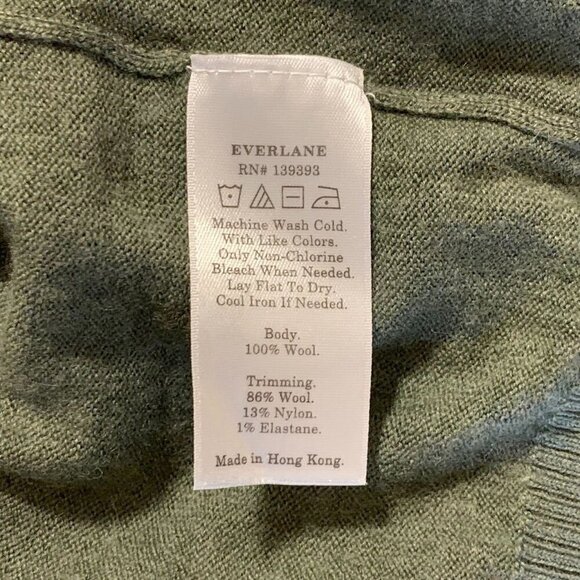 EVERLANE
RN# 139393
Machine Wash Cold.
With Like Colors.
Only Non-Chlorine
Bleach When Needed.
Lay Flat To Dry.
Cool Iron If Needed.
Body.
100% Wool.
Trimming.
86% Wool.
13% Nylon.
1% Elastane.
Made in Hong Kong.